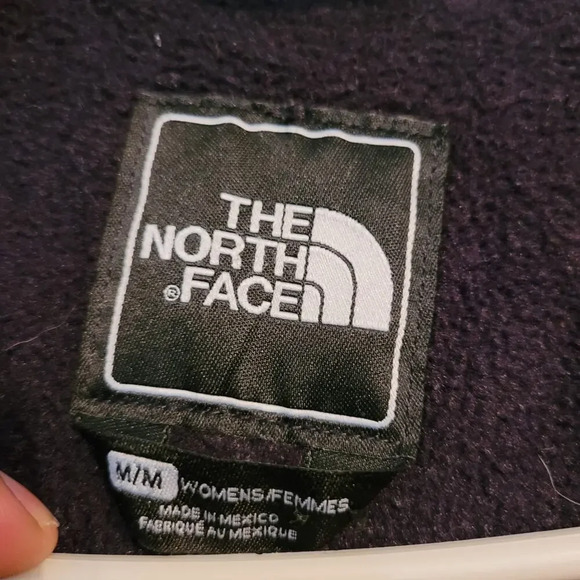 THE
NORTH
® FACE
M/M WOMENS/FEMMES
MADE IN MEXICO
FABRIQUÉ AU MEXIQUE